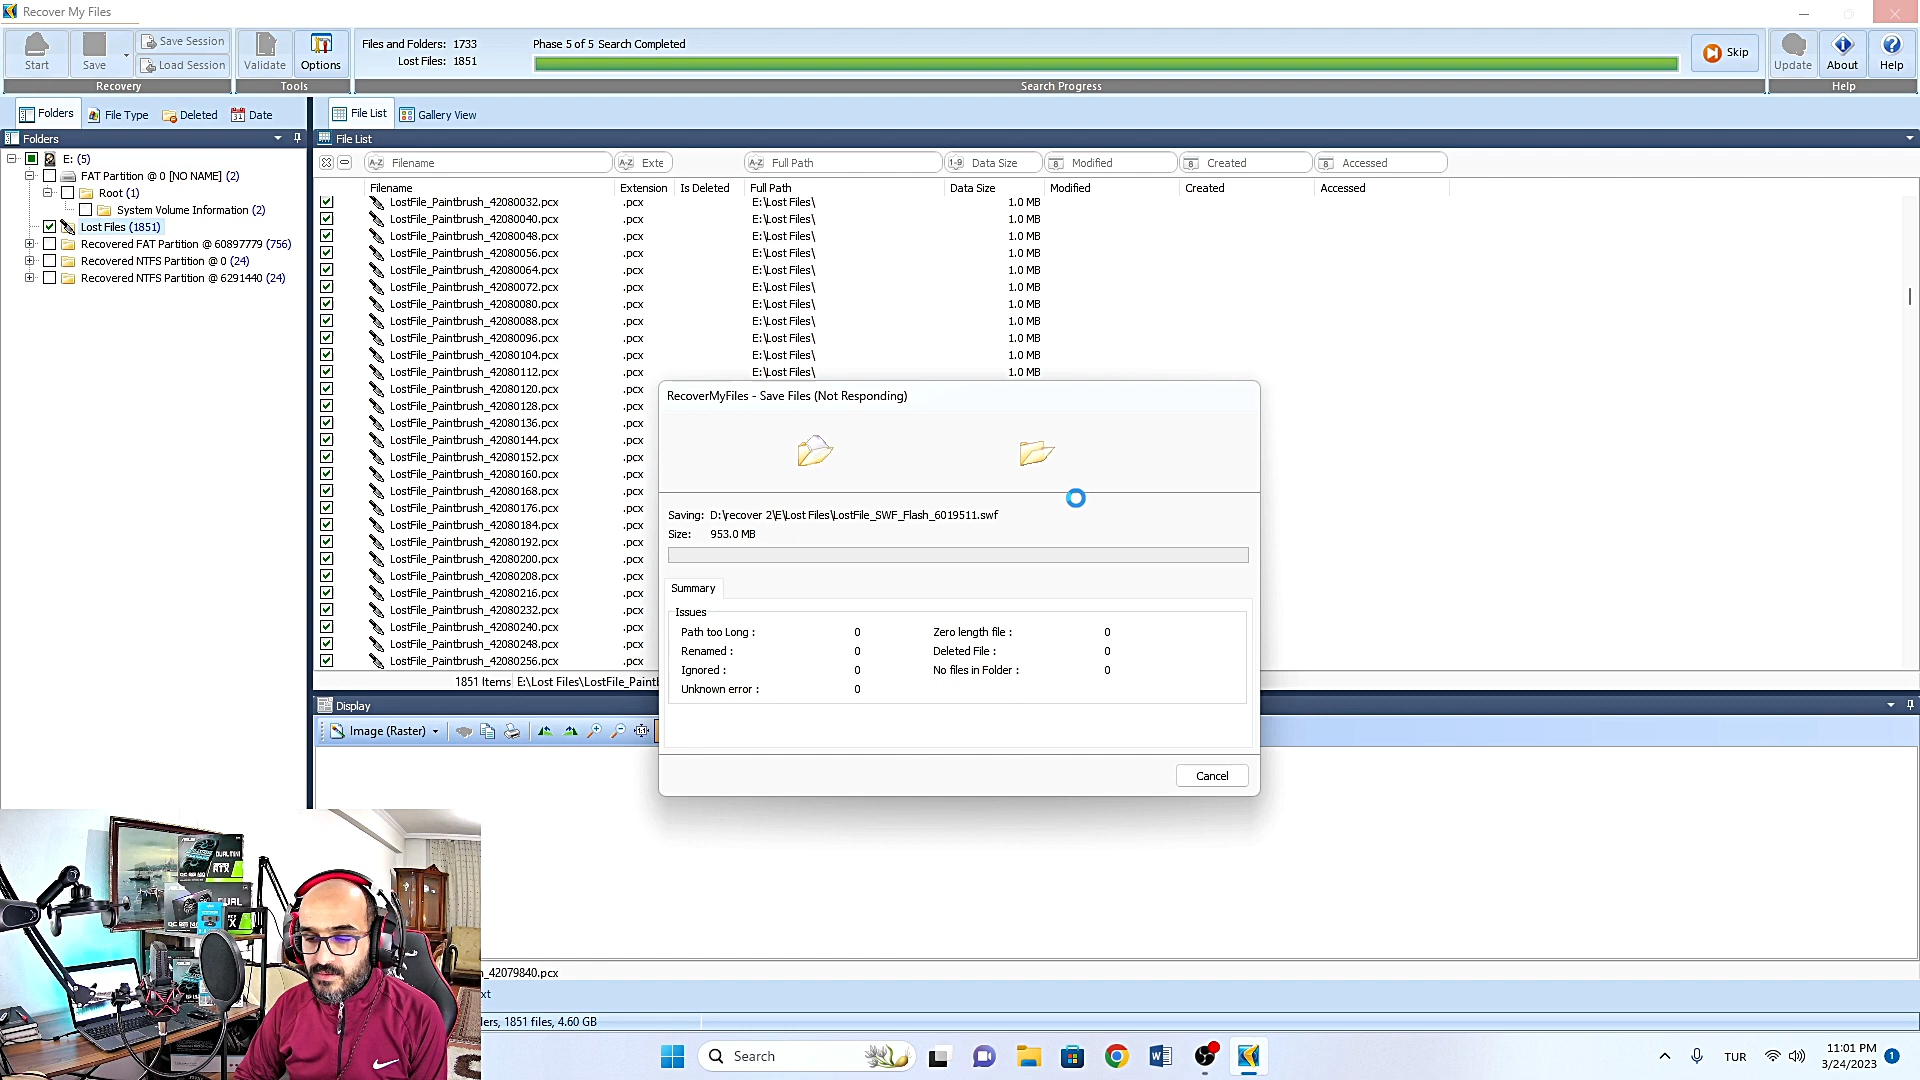 Recover My Files
Start
Save
Save Session
Load Session
Recovery
Validate
Options
Tools
Files and Folders: 1733
Lost Files: 1851
Phase 5 of 5 Search Completed
Skip
Search Progress
Update
About
Help
Help
Folders
File Type
Deleted
Date
Folders
E: (5)
FAT Partition @ 0 [NO NAME] (2)
Root (1)
System Volume Information (2)
Lost Files (1851)
Recovered FAT Partition @ 60897779 (756)
Recovered NTFS Partition @ 0 (24)
Recovered NTFS Partition @ 6291440 (24)
File List
Gallery View
File List
A-Z Filename A-Z Exte A-Z Full Path 1-9 Data Size 8 Modified 8 Created 8 Accessed
Filename Extension Is Deleted Full Path Data Size Modified Created Accessed
LostFile_Paintbrush_42080032.pcx .pcx E:\Lost Files\ 1.0 MB
LostFile_Paintbrush_42080040.pcx .pcx E:\Lost Files\ 1.0 MB
LostFile_Paintbrush_42080048.pcx .pcx E:\Lost Files\ 1.0 MB
LostFile_Paintbrush_42080056.pcx .pcx E:\Lost Files\ 1.0 MB
LostFile_Paintbrush_42080064.pcx .pcx E:\Lost Files\ 1.0 MB
LostFile_Paintbrush_42080072.pcx .pcx E:\Lost Files\ 1.0 MB
LostFile_Paintbrush_42080080.pcx .pcx E:\Lost Files\ 1.0 MB
LostFile_Paintbrush_42080088.pcx .pcx E:\Lost Files\ 1.0 MB
LostFile_Paintbrush_42080096.pcx .pcx E:\Lost Files\ 1.0 MB
LostFile_Paintbrush_42080104.pcx .pcx E:\Lost Files\ 1.0 MB
LostFile_Paintbrush_42080112.pcx .pcx E:\Lost Files\ 1.0 MB
LostFile_Paintbrush_42080120.pcx .pcx
LostFile_Paintbrush_42080128.pcx .pcx
LostFile_Paintbrush_42080136.pcx .pcx
LostFile_Paintbrush_42080144.pcx .pcx
LostFile_Paintbrush_42080152.pcx .pcx
LostFile_Paintbrush_42080160.pcx .pcx
LostFile_Paintbrush_42080168.pcx .pcx
LostFile_Paintbrush_42080176.pcx .pcx
LostFile_Paintbrush_42080184.pcx .pcx
LostFile_Paintbrush_42080192.pcx .pcx
LostFile_Paintbrush_42080200.pcx .pcx
LostFile_Paintbrush_42080208.pcx .pcx
LostFile_Paintbrush_42080216.pcx .pcx
LostFile_Paintbrush_42080232.pcx .pcx
LostFile_Paintbrush_42080240.pcx .pcx
LostFile_Paintbrush_42080248.pcx .pcx
LostFile_Paintbrush_42080256.pcx .pcx
1851 Items E:\Lost Files\LostFile_Paintb
RecoverMyFiles - Save Files (Not Responding)
Saving: D:\recover 2\E\Lost Files\LostFile_SWF_Flash_6019511.swf
Size: 953.0 MB
Summary
Issues
Path too Long : 0 Zero length file : 0
Renamed : 0 Deleted File : 0
Ignored : 0 No files in Folder : 0
Unknown error : 0
Cancel
Display
Image (Raster)
_42079840.pcx
xt
lers, 1851 files, 4.60 GB
DUAL
RTX
DUAL
Search
TUR
11:01 PM
3/24/2023
1